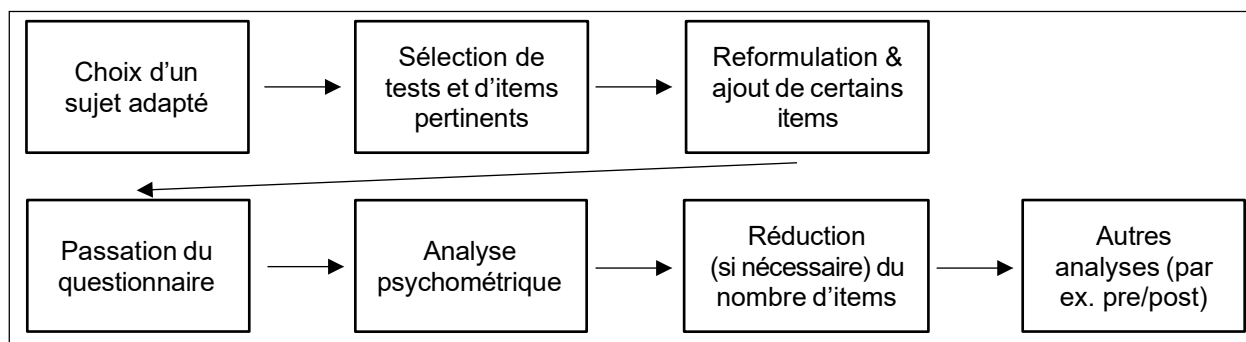 Choix d’un
sujet adapté
Sélection de
tests et d’items
pertinents
Reformulation &
ajout de certains
items
Passation du
questionnaire
Analyse
psychométrique
Réduction
(si nécessaire) du
nombre d’items
Autres
analyses (par
ex. pre/post)